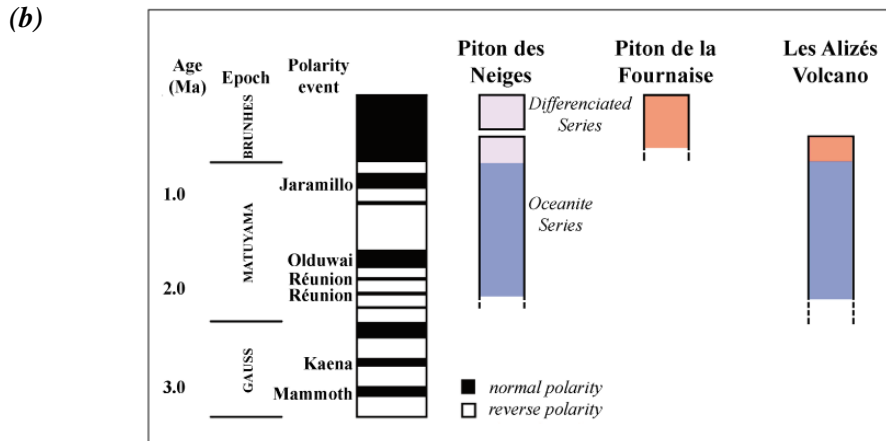 (b)
Age
(Ma)
Epoch
Polarity
event
Piton des
Neiges
Piton de la
Fournaise
Les Alizés
Volcano
BRUNHES
Differenciated
Series
Jaramillo
1.0
MATUYAMA
Oceanite
Series
Olduwai
Réunion
2.0
Réunion
GAUSS
Kaena
3.0
Mammoth
normal polarity
reverse polarity